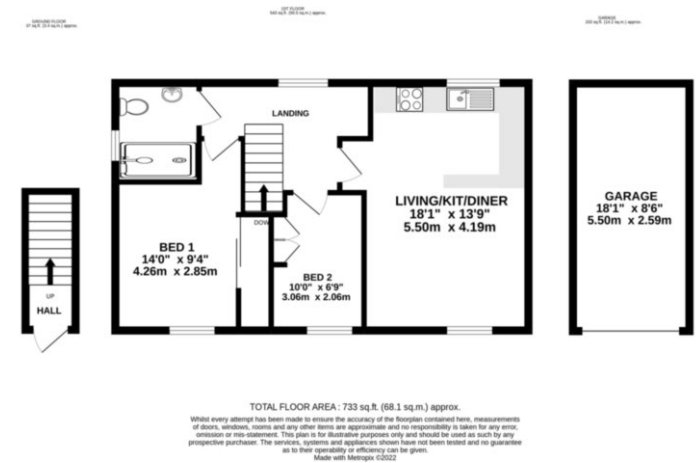 GROUND FLOOR
1ST FLOOR
GARAGE
LANDING
LIVING/KIT/DINER
18'1" x 13'9"
5.50m x 4.19m
GARAGE
18'1" x 8'6"
5.50m x 2.59m
BED 1
14'0" x 9'4"
4.26m x 2.85m
DOW
BED 2
10'0" x 6'9"
3.06m x 2.06m
UP
HALL
TOTAL FLOOR AREA : 733 sq.ft. (68.1 sq.m.) approx.
Whilst every attempt has been made to ensure the accuracy of the floorplan contained here, measurements
of doors, windows, rooms and any other items are approximate and no responsibility is taken for any error,
omission or mis-statement. This plan is for illustrative purposes only and should be used as such by any
prospective purchaser. The services, systems and appliances shown have not been tested and no guarantee
as to their operability or efficiency can be given.
Made with Metropix ©2022